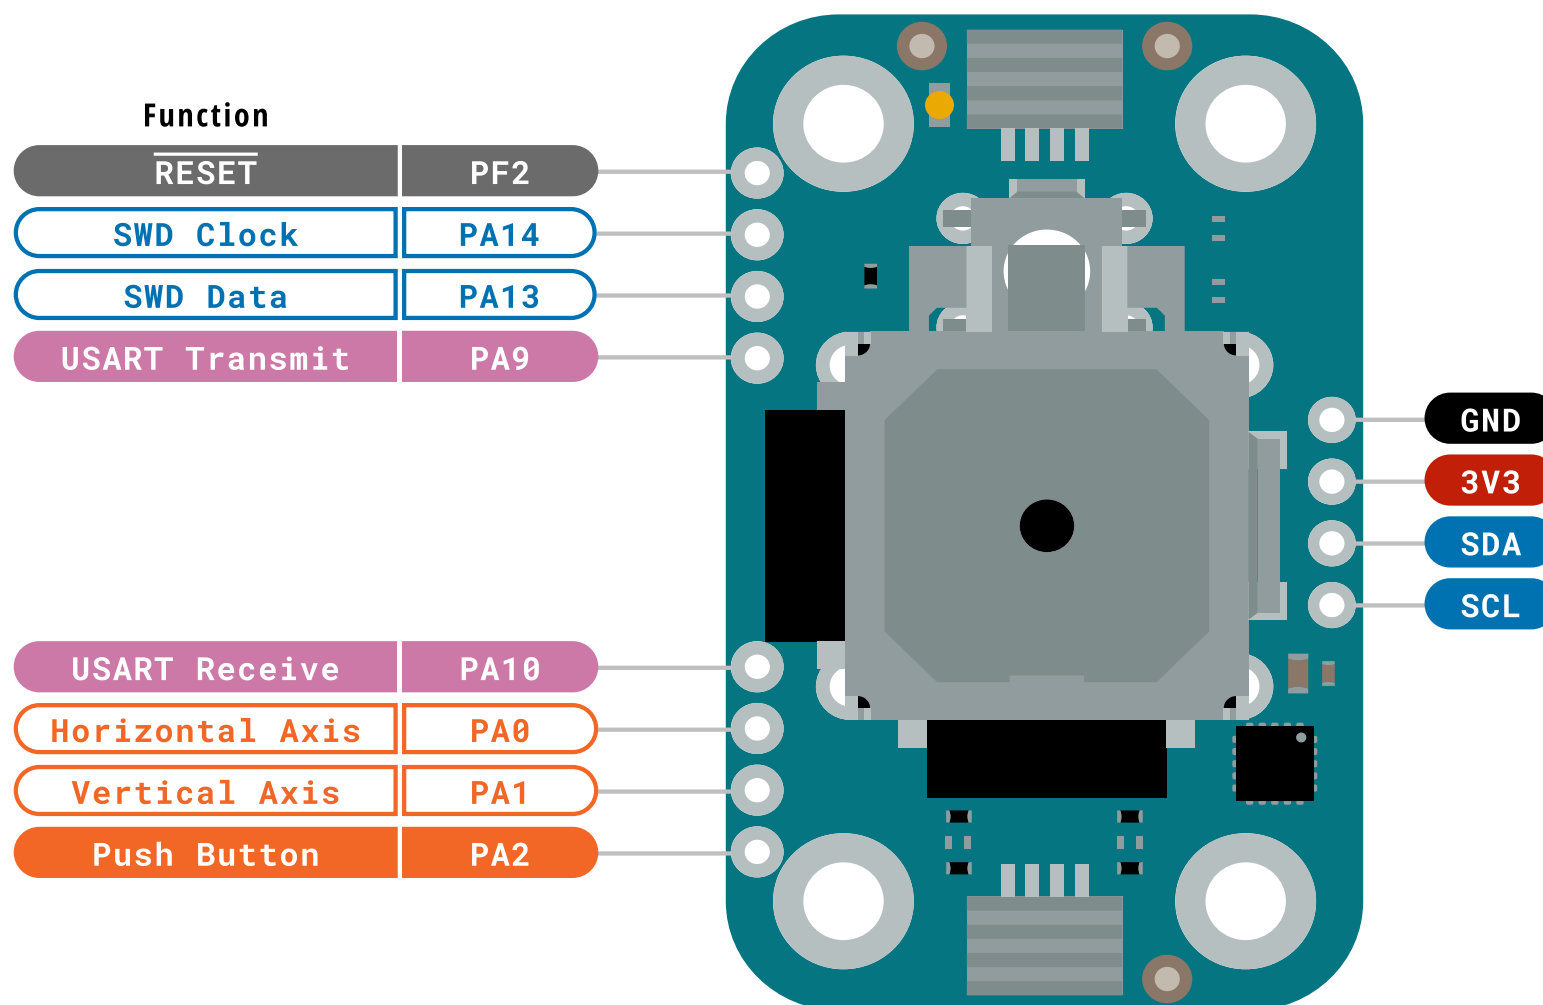 Function
RESET PF2
SWD Clock PA14
SWD Data PA13
USART Transmit PA9
GND
3V3
SDA
SCL
USART Receive PA10
Horizontal Axis PA0
Vertical Axis PA1
Push Button PA2